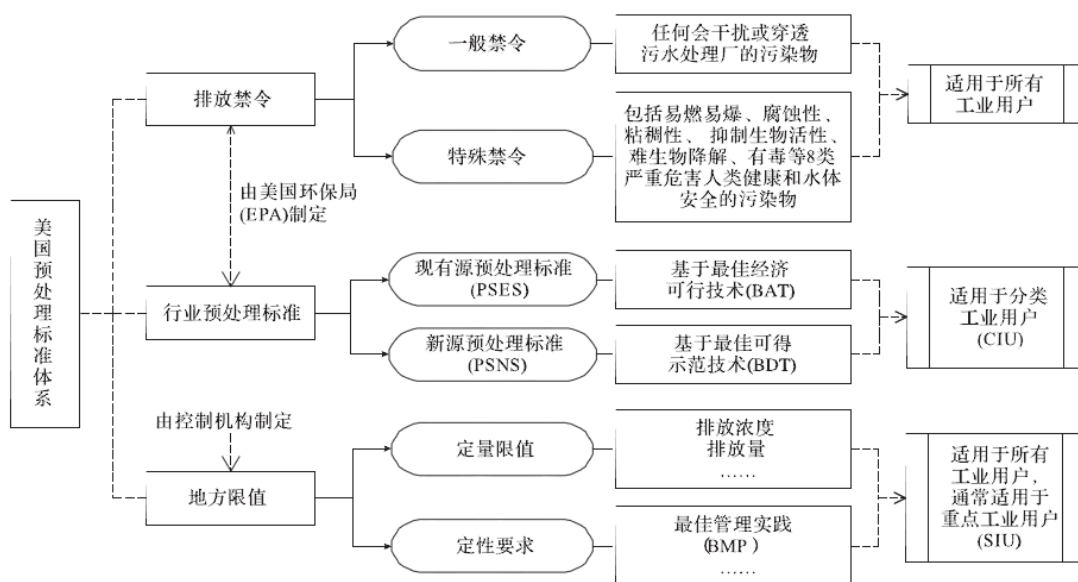 美国预处理标准体系
排放禁令
一般禁令
任何会干扰或穿透
污水处理厂的污染物
特殊禁令
包括易燃易爆、腐蚀性、
粘稠性、 抑制生物活性、
难生物降解、有毒等8类
严重危害人类健康和水体
安全的污染物
适用于所有
工业用户
由美国环保局
(EPA)制定
行业预处理标准
现有源预处理标准
(PSES)
基于最佳经济
可行技术(BAT)
新源预处理标准
(PSNS)
基于最佳可得
示范技术(BDT)
适用于分类
工业用户
(CIU)
由控制机构制定
地方限值
定量限值
排放浓度
排放量
……
定性要求
最佳管理实践
(BMP)
……
适用于所有
工业用户，
通常适用于
重点工业用户
(SIU)